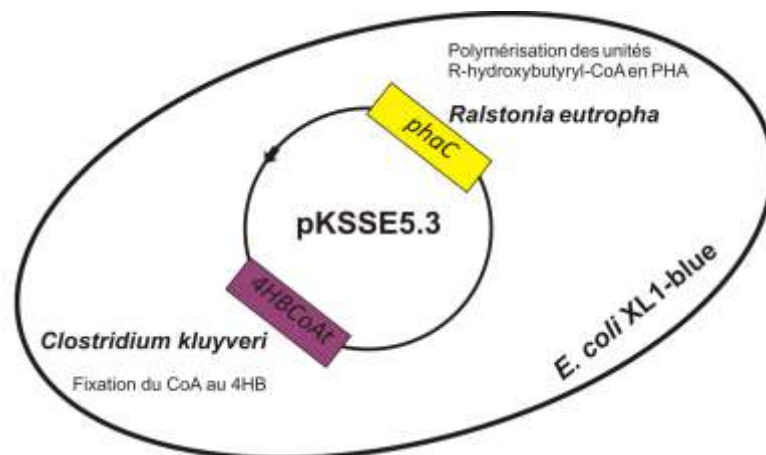 Polymérisation des unités
R-hydroxybutyryl-CoA en PHA
Ralstonia eutropha
phaC
pKSSE5.3
4HBCoAt
Clostridium kluyveri
Fixation du CoA au 4HB
E. coli XL1-blue